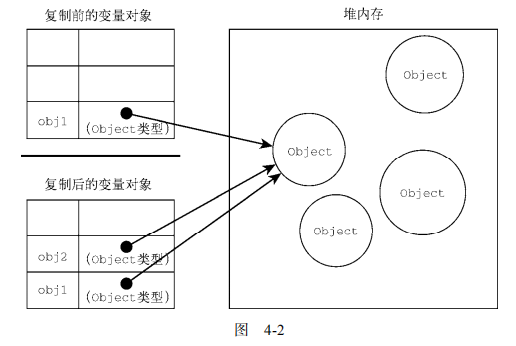 复制前的变量对象
堆内存
obj1
(Object类型)
复制后的变量对象
obj2
(Object类型)
obj1
(Object类型)
Object
Object
Object
Object
图 4-2